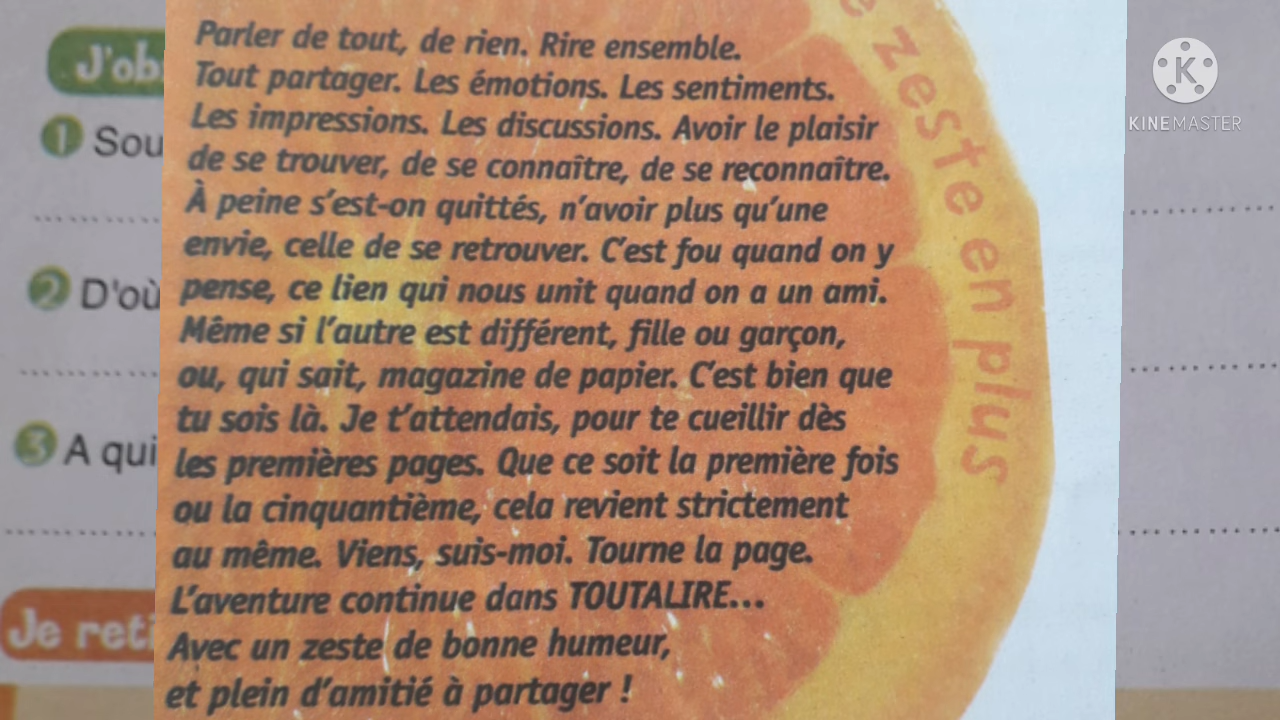 Parler de tout, de rien. Rire ensemble.
Tout partager. Les émotions. Les sentiments.
Les impressions. Les discussions. Avoir le plaisir
de se trouver, de se connaître, de se reconnaître.
À peine s'est-on quittés, n'avoir plus qu'une
envie, celle de se retrouver. C'est fou quand on y
pense, ce lien qui nous unit quand on a un ami.
Même si l'autre est différent, fille ou garçon,
ou, qui sait, magazine de papier. C'est bien que
tu sois là. Je t'attendais, pour te cueillir dès
les premières pages. Que ce soit la première fois
ou la cinquantième, cela revient strictement
au même. Viens, suis-moi. Tourne la page.
L'aventure continue dans TOUTALIRE...
Avec un zeste de bonne humeur,
et plein d'amitié à partager !
zeste en plus
J'ob
1 Sou
2 D'où
3 A qui
Je reti
K
KINEMASTER